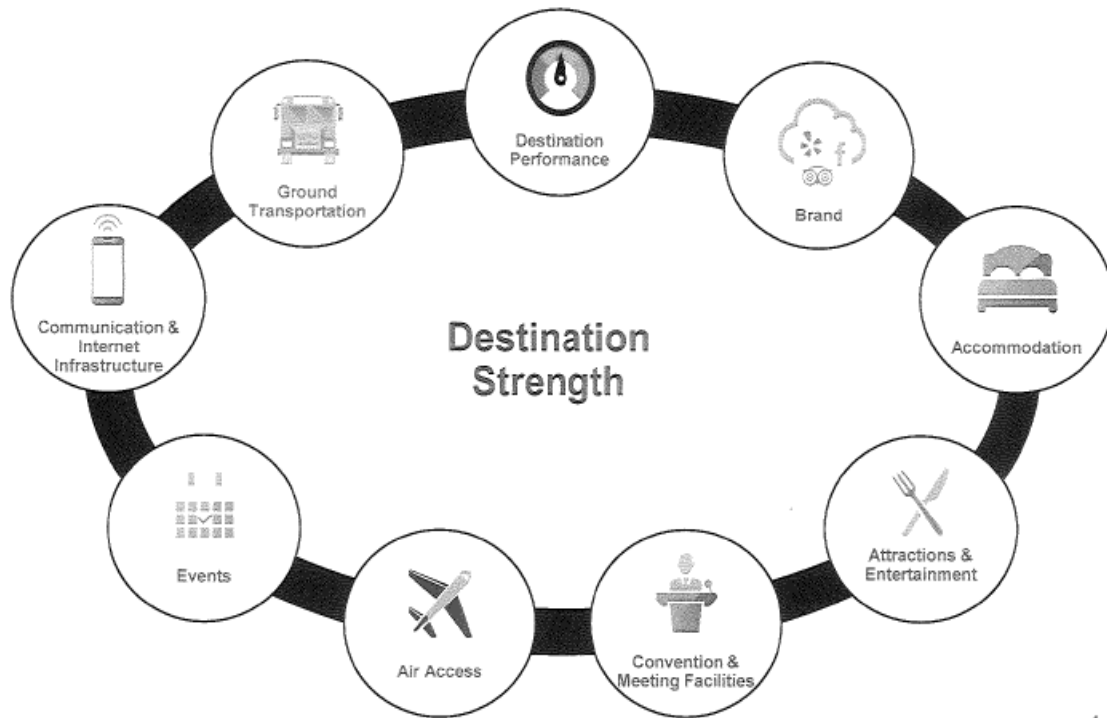 Destination
Performance
Brand
Accommodation
Attractions &
Entertainment
Convention &
Meeting Facilities
Air Access
Events
Communication &
Internet
Infrastructure
Ground
Transportation
Destination
Strength